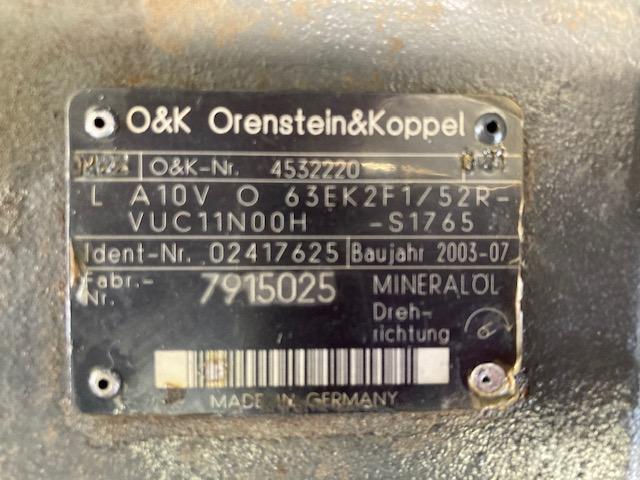 O&K Orenstein&Koppel
O&K-Nr. 4532220
L A10V O 63EK2F1/52R-
VUC11N00H -S1765
Ident-Nr. 02417625 Baujahr 2003-07
Fabr.-
Nr. 7915025 MINERALÖL
Dreh-
richtung
MADE IN GERMANY